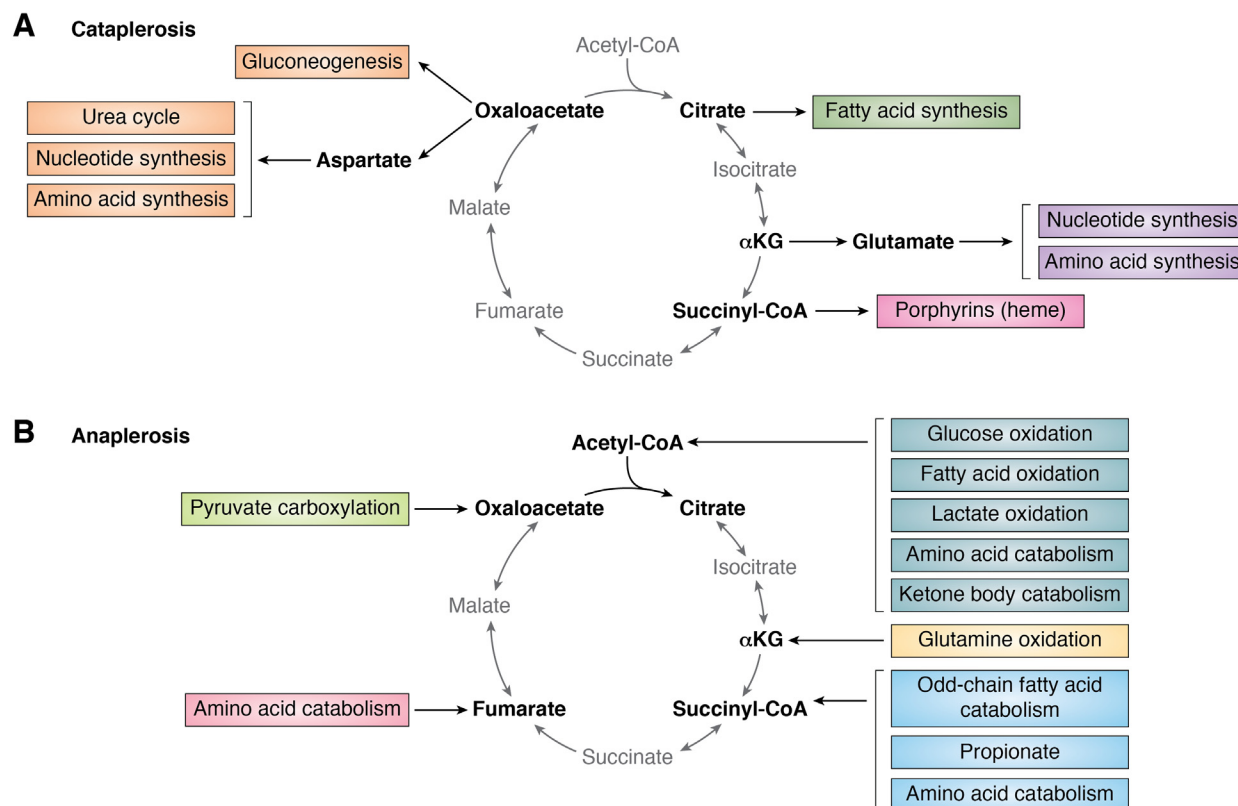 A Cataplerosis
Acetyl-CoA
Gluconeogenesis
Oxaloacetate
Citrate
Fatty acid synthesis
Urea cycle
Nucleotide synthesis
Amino acid synthesis
Aspartate
Isocitrate
Malate
αKG
Glutamate
Nucleotide synthesis
Amino acid synthesis
Fumarate
Succinyl-CoA
Porphyrins (heme)
Succinate
B Anaplerosis
Acetyl-CoA
Glucose oxidation
Fatty acid oxidation
Lactate oxidation
Amino acid catabolism
Ketone body catabolism
Pyruvate carboxylation
Oxaloacetate
Citrate
Isocitrate
Malate
αKG
Glutamine oxidation
Amino acid catabolism
Fumarate
Succinyl-CoA
Odd-chain fatty acid
catabolism
Propionate
Amino acid catabolism
Succinate